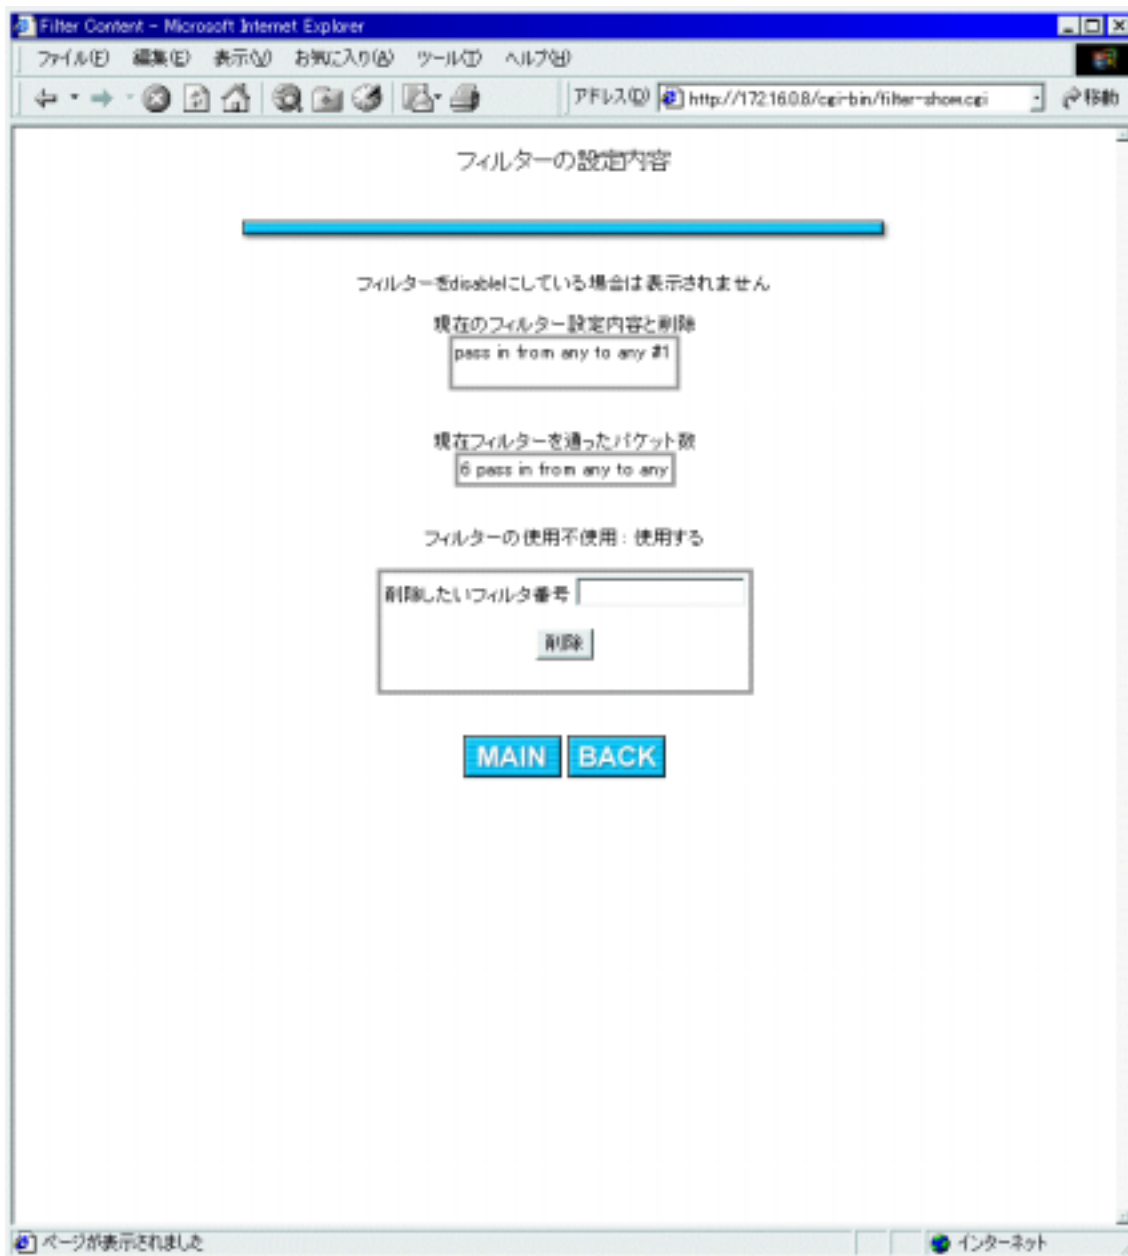 Filter Content - Microsoft Internet Explorer
ファイル(F) 編集(E) 表示(V) お気に入り(A) ツール(T) ヘルプ(H)
アドレス(D) http://172.16.0.8/cgi-bin/filter-show.cgi 移動
フィルターの設定内容
フィルターをdisableにしている場合は表示されません
現在のフィルター設定内容と削除
pass in from any to any #1
現在フィルターを通ったパケット数
6 pass in from any to any
フィルターの使用不使用：使用する
削除したいフィルタ番号
削除
MAIN BACK
ページが表示されました インターネット